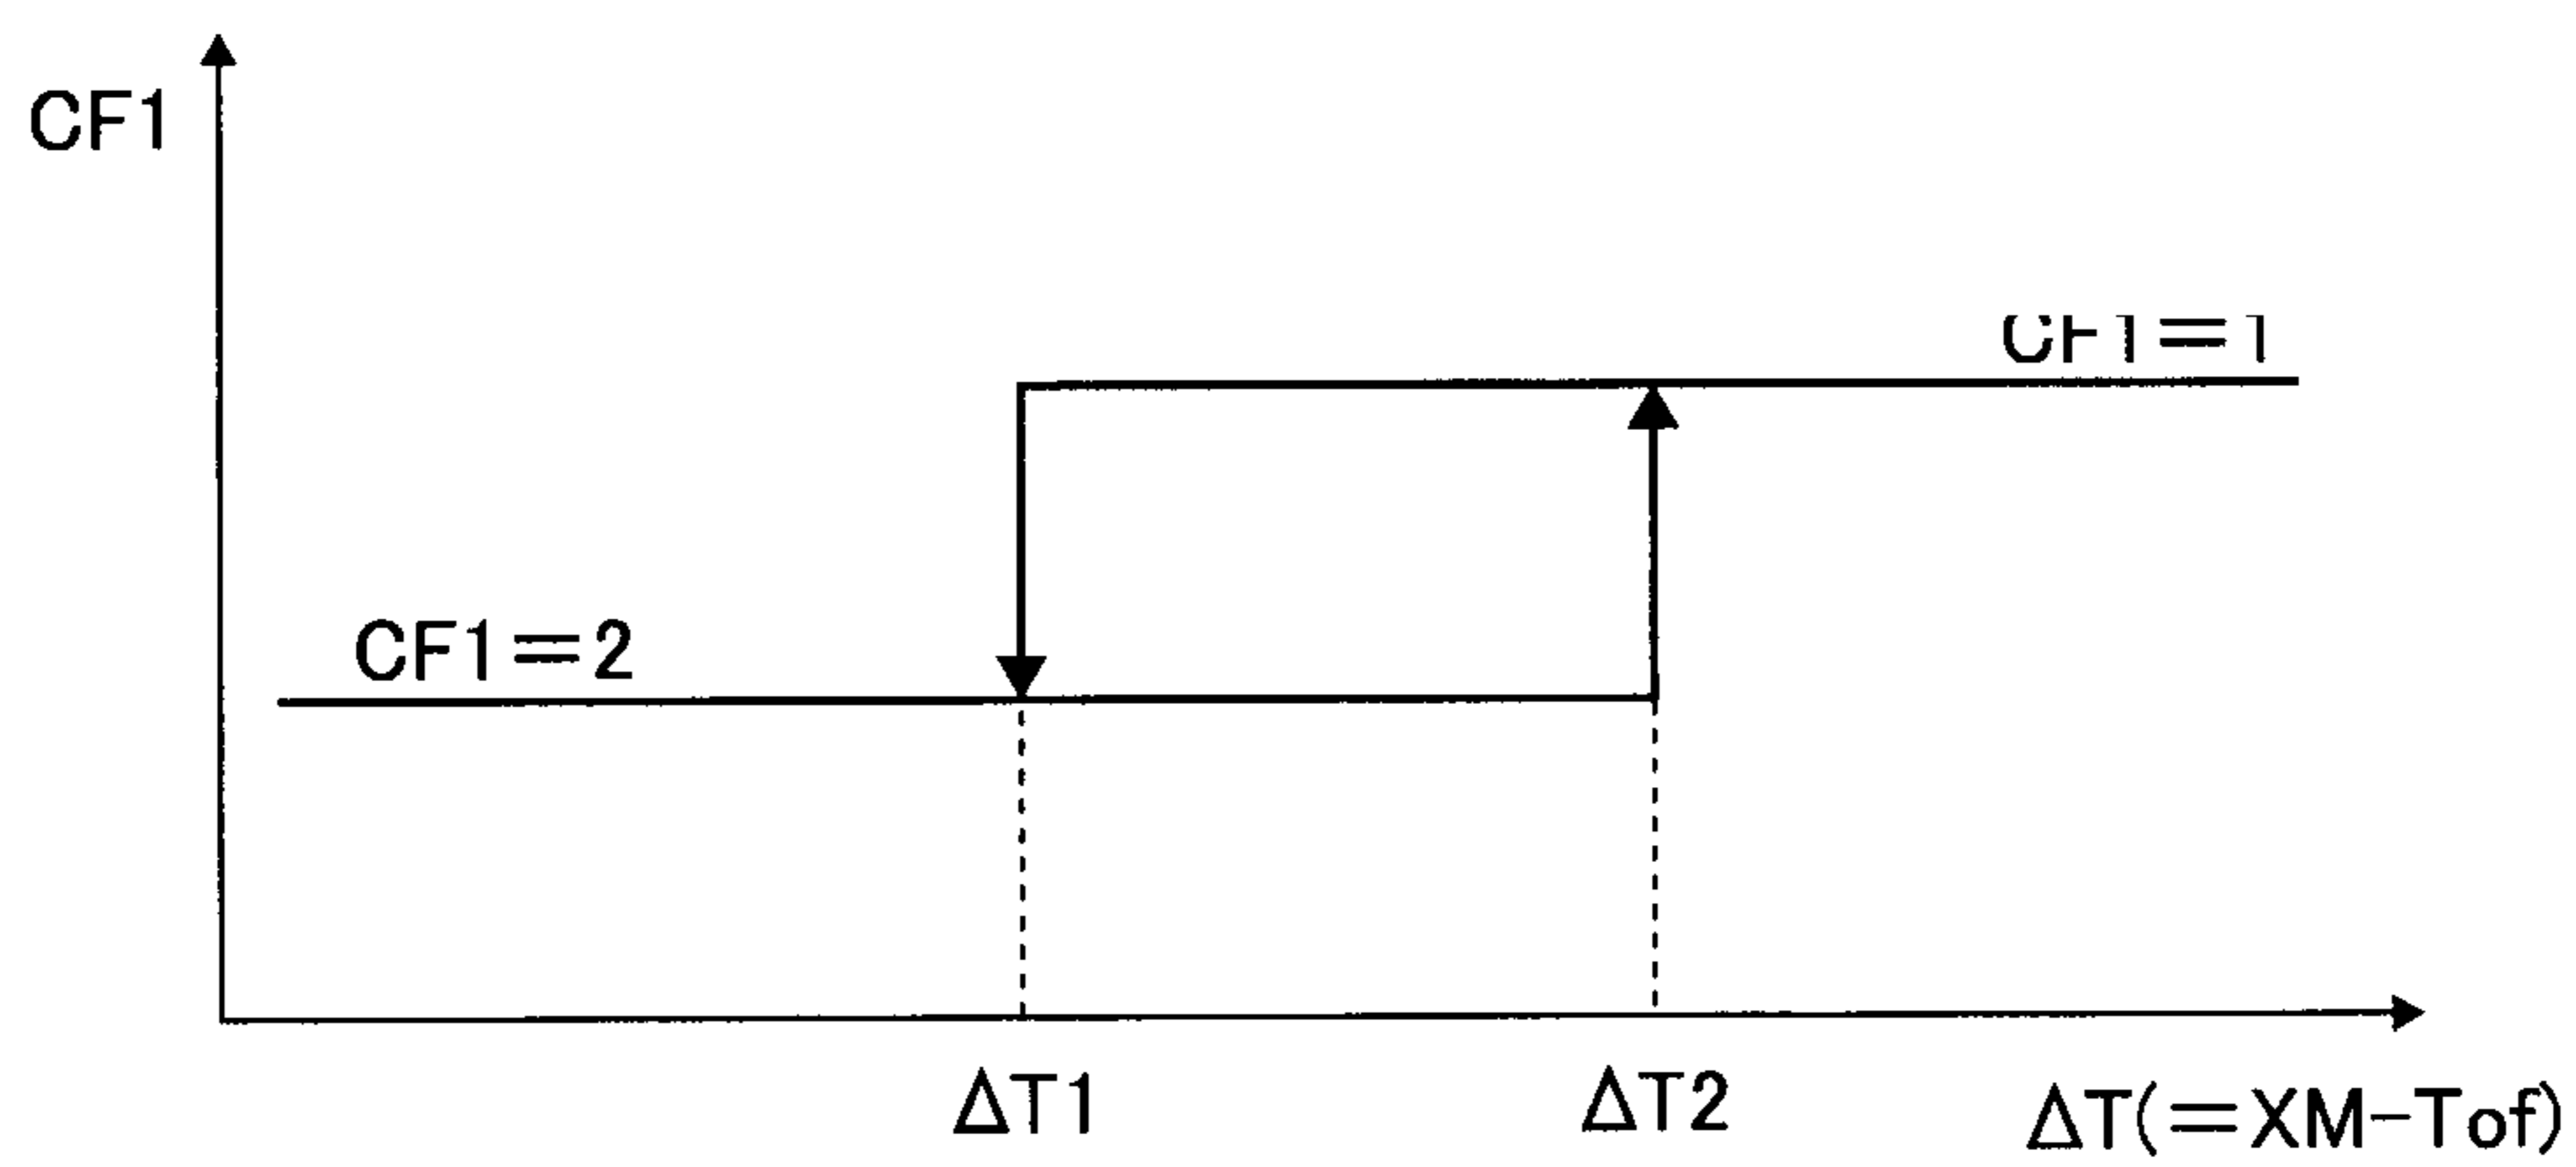 CF1
CF1=1
CF1=2
ΔT1
ΔT2
ΔT(=XM-Tof)